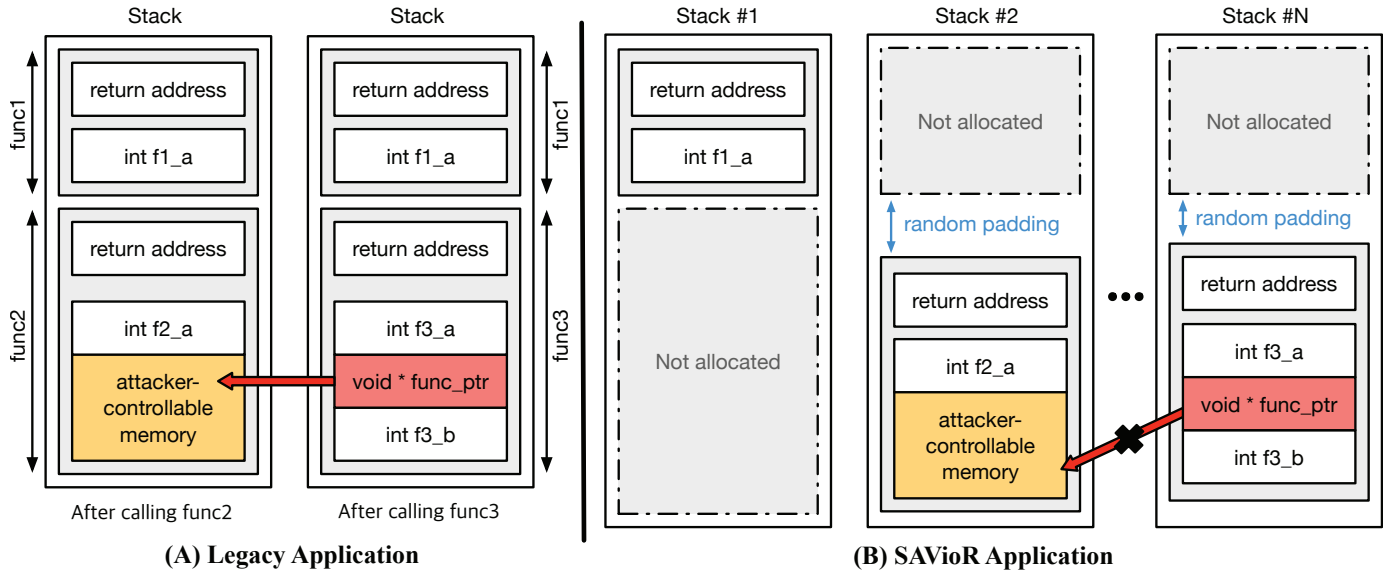 Stack
Stack
Stack #1
Stack #2
Stack #N
func1
return address
int f1_a
return address
int f1_a
func1
return address
int f1_a
Not allocated
Not allocated
random padding
random padding
func2
return address
int f2_a
attacker-
controllable
memory
return address
int f3_a
void * func_ptr
int f3_b
func3
Not allocated
return address
int f2_a
attacker-
controllable
memory
•••
return address
int f3_a
void * func_ptr
int f3_b
After calling func2
After calling func3
(A) Legacy Application
(B) SAVioR Application